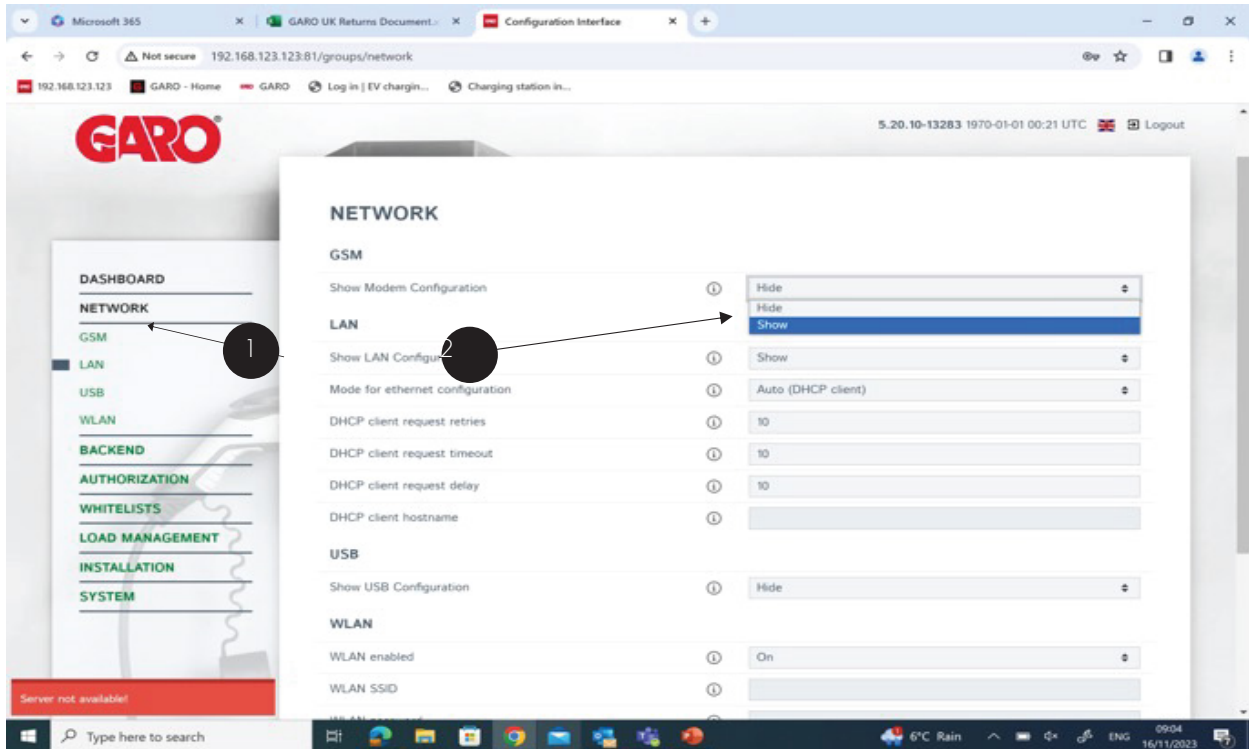 Microsoft 365
GARO UK Returns Document.
Configuration Interface
Not secure 192.168.123.123:81/groups/network
192.168.123.123 GARO - Home GARO Log in | EV chargin... Charging station in...
GARO
5.20.10-13283 1970-01-01 00:21 UTC Logout
NETWORK
GSM
Show Modem Configuration Hide
Hide
Show
LAN
Show LAN Configu Show
Mode for ethernet configuration Auto (DHCP client)
DHCP client request retries 10
DHCP client request timeout 10
DHCP client request delay 10
DHCP client hostname
USB
Show USB Configuration Hide
WLAN
WLAN enabled On
WLAN SSID
DASHBOARD
NETWORK
GSM
LAN
USB
WLAN
BACKEND
AUTHORIZATION
WHITELISTS
LOAD MANAGEMENT
INSTALLATION
SYSTEM
1
2
Server not available!
Type here to search
6°C Rain
ENG
09:04
16/11/2023